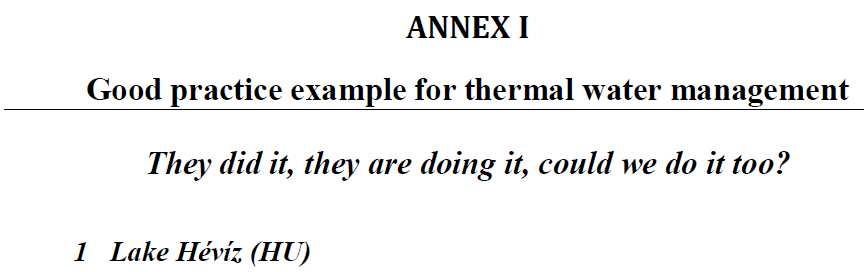 ANNEX I
Good practice example for thermal water management
They did it, they are doing it, could we do it too?
1 Lake Hévíz (HU)